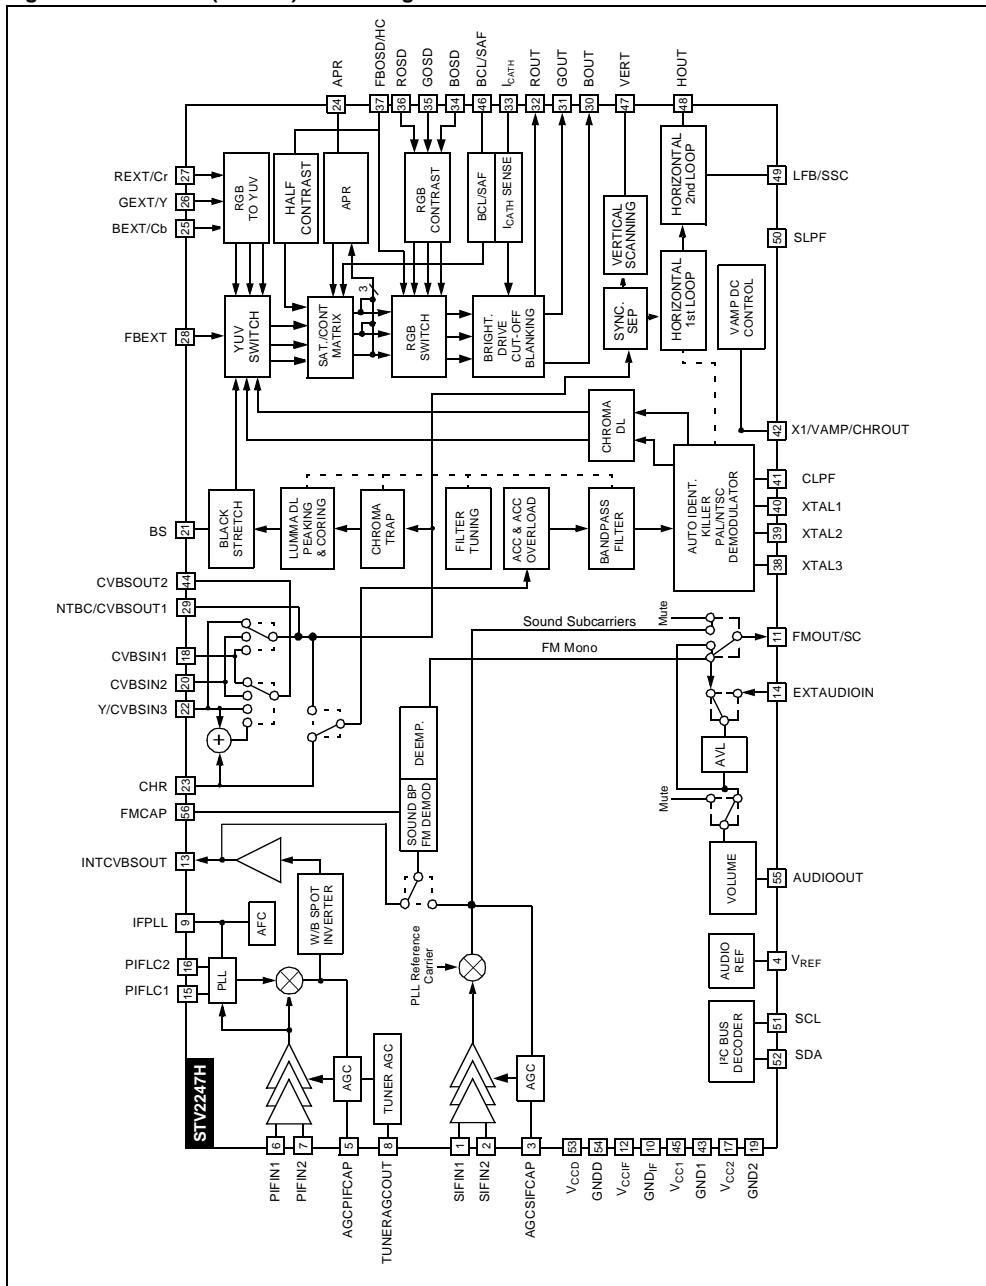 APR
FBOSD/HC
ROSD
GOSD
BOSD
BCL/SAF
ICATH
ROUT
GOUT
BOUT
VERT
HOUT
24
37
36
35
34
46
33
32
31
30
47
48
REXT/Cr
27
GEXT/Y
26
BEXT/Cb
25
RGB
TO YUV
HALF
CONTRAST
APR
RGB
CONTRAST
BCL/SAF
ICATH SENSE
VERTICAL
SCANNING
HORIZONTAL
2nd LOOP
49
LFB/SSC
50
SLPF
FBEXT
28
YUV
SWITCH
SAT./CONT
MATRIX
3
RGB
SWITCH
BRIGHT.
DRIVE
CUT-OFF
BLANKING
SYNC.
SEP
HORIZONTAL
1st LOOP
VAMP DC
CONTROL
CHROMA
DL
42
X1/VAMP/CHROUT
BS
21
BLACK
STRETCH
LUMMA DL
PEAKING
& CORING
CHROMA
TRAP
FILTER
TUNING
ACC & ACC
OVERLOAD
BANDPASS
FILTER
AUTO IDENT.
KILLER
PAL/NTSC
DEMODULATOR
41
CLPF
40
XTAL1
39
XTAL2
38
XTAL3
CVBSOUT2
44
NTBC/CVBSOUT1
29
CVBSIN1
18
CVBSIN2
20
Y/CVBSIN3
22
CHR
23
+
Sound Subcarriers
FM Mono
Mute
11
FMOUT/SC
14
EXTAUDIOIN
AVL
Mute
DEEMP.
SOUND BP
FM DEMOD
FMCAP
56
INTCVBSOUT
13
VOLUME
55
AUDIOOUT
IFPLL
9
AFC
W/B SPOT
INVERTER
PIFLC2
16
PIFLC1
15
PLL
PLL Reference
Carrier
AUDIO
REF
4
VREF
I²C BUS
DECODER
51
SCL
52
SDA
STV2247H
AGC
TUNER AGC
AGC
6
7
5
8
1
2
3
53
54
12
10
45
43
17
19
PIFIN1
PIFIN2
AGCPIFCAP
TUNERAGCOUT
SIFIN1
SIFIN2
AGCSIFCAP
VCCD
GNDD
VCCIF
GNDIF
VCC1
GND1
VCC2
GND2